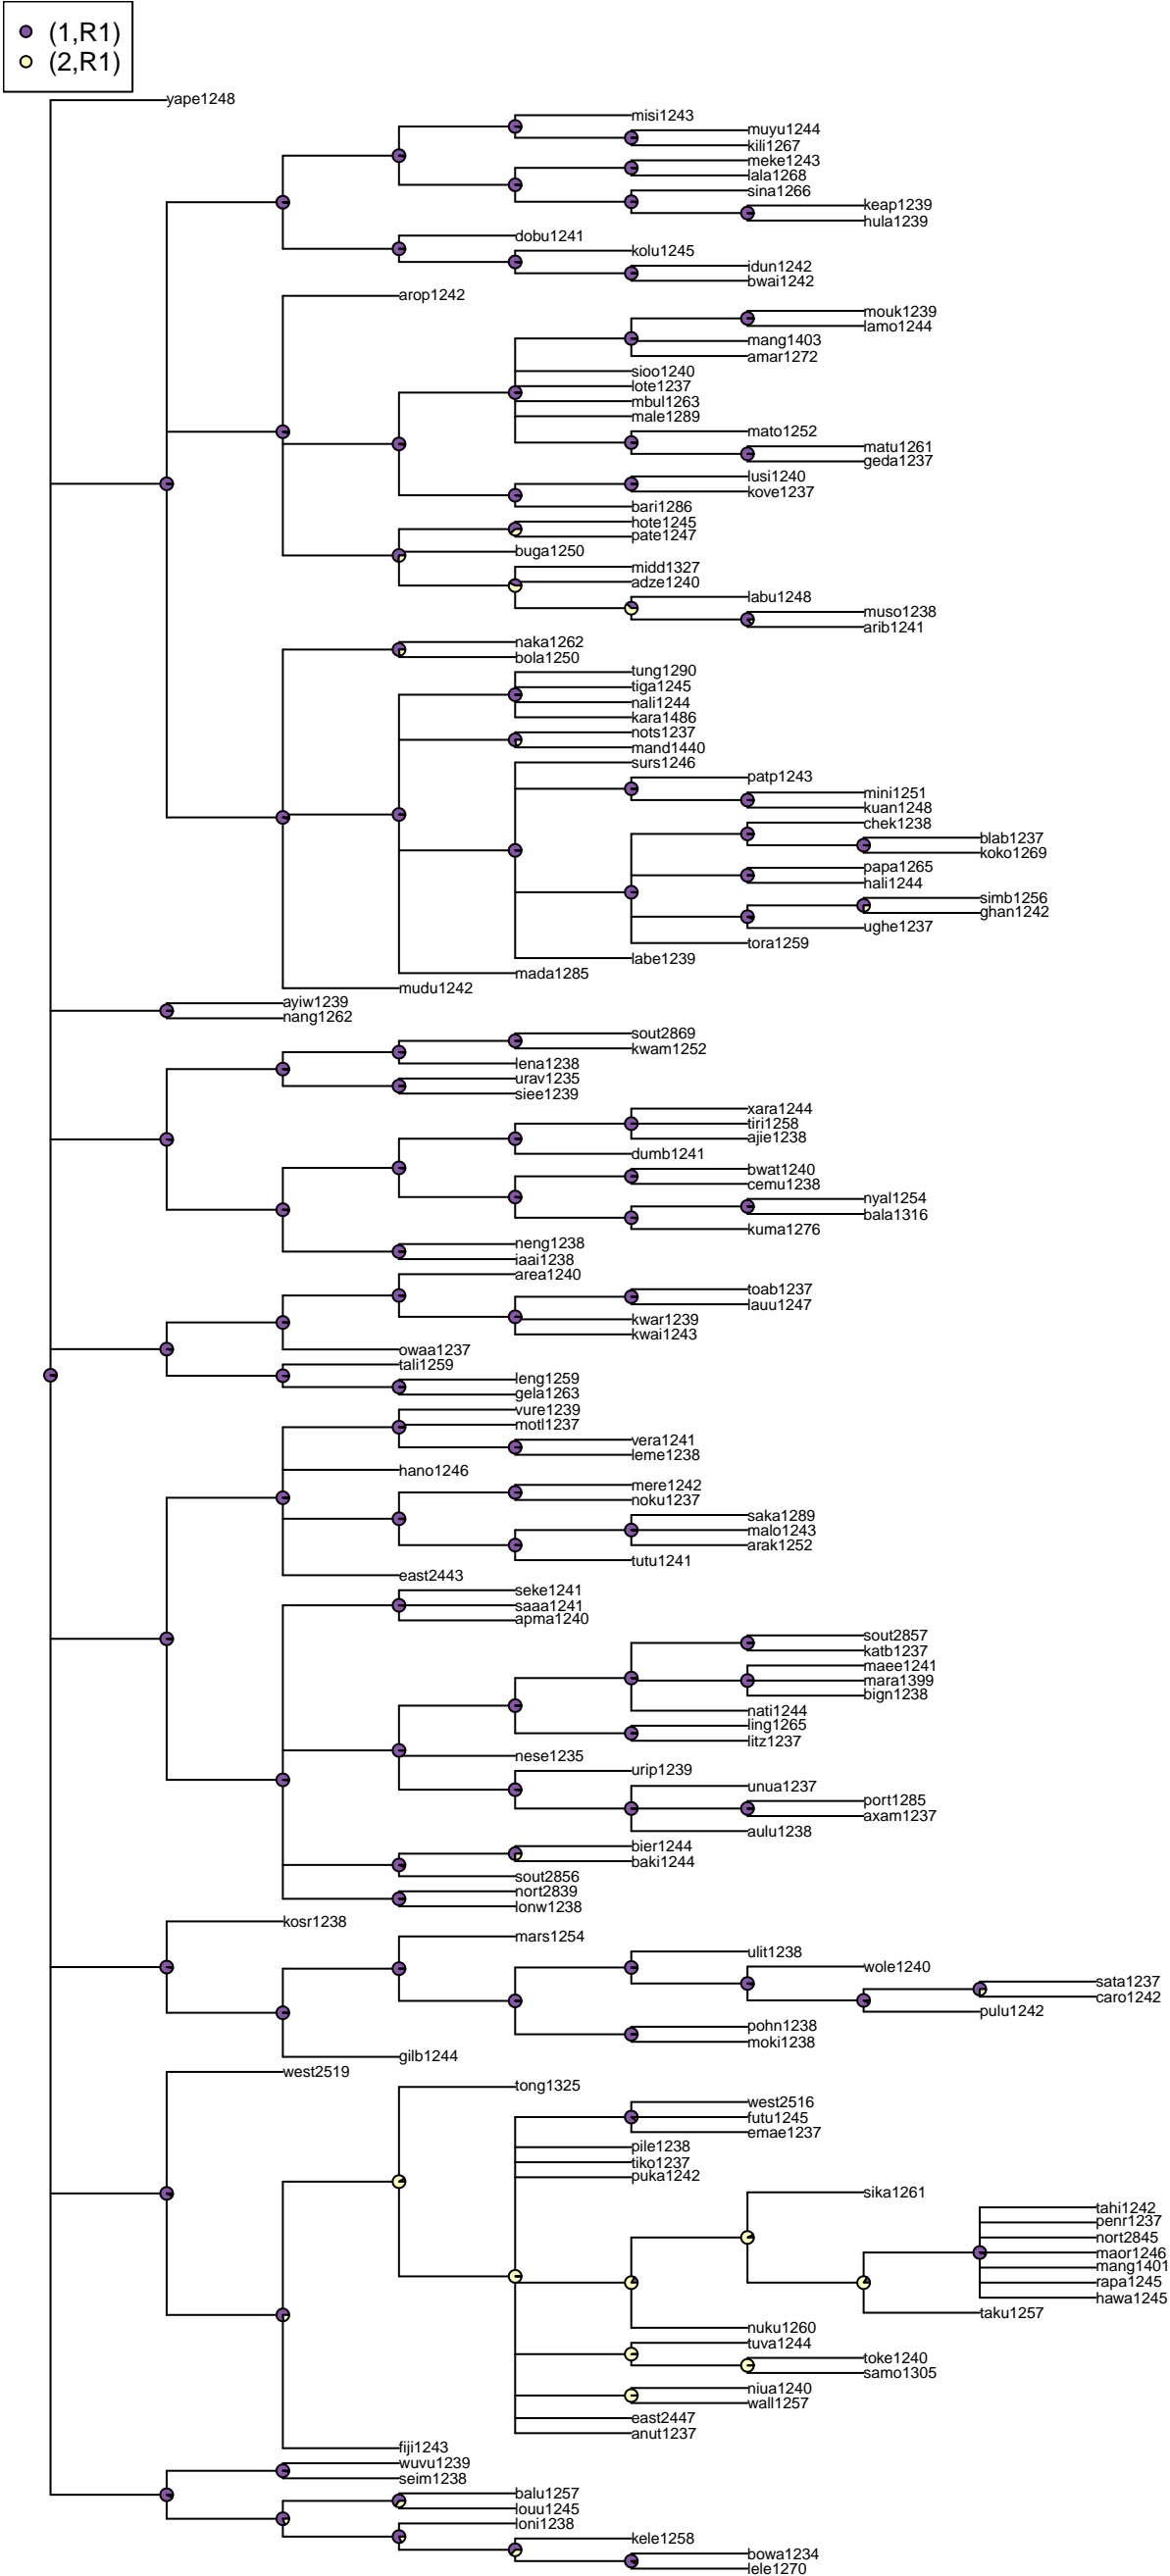 (1,R1)
(2,R1)
yape1248
misi1243
muyu1244
kili1267
meke1243
lala1268
sina1266
keap1239
hula1239
dobu1241
kolu1245
idun1242
bwai1242
arop1242
mouk1239
lamo1244
mang1403
amar1272
sioo1240
lote1237
mbul1263
male1289
mato1252
matu1261
geda1237
lusi1240
kove1237
bari1286
hote1245
pate1247
buga1250
midd1327
adze1240
labu1248
muso1238
arib1241
naka1262
bola1250
tung1290
tiga1245
nali1244
kara1486
nots1237
mand1440
surs1246
patp1243
mini1251
kuan1248
chek1238
blab1237
koko1269
papa1265
hali1244
simb1256
ghan1242
ughe1237
tora1259
labe1239
mada1285
mudu1242
ayiw1239
nang1262
sout2869
kwam1252
lena1238
urav1235
siee1239
xara1244
tiri1258
ajie1238
dumb1241
bwat1240
cemu1238
nyal1254
bala1316
kuma1276
neng1238
iaai1238
area1240
toab1237
lauu1247
kwar1239
kwai1243
owaa1237
tali1259
leng1259
gela1263
vure1239
motl1237
vera1241
leme1238
hano1246
mere1242
noku1237
saka1289
malo1243
arak1252
tutu1241
east2443
seke1241
saaa1241
apma1240
sout2857
katb1237
maee1241
mara1399
bign1238
nati1244
ling1265
litz1237
nese1235
urip1239
unua1237
port1285
axam1237
aulu1238
bier1244
baki1244
sout2856
nort2839
lonw1238
kosr1238
mars1254
ulit1238
wole1240
sata1237
caro1242
pulu1242
pohn1238
moki1238
gilb1244
west2519
tong1325
west2516
futu1245
emae1237
pile1238
tiko1237
puka1242
sika1261
tahi1242
penr1237
nort2845
maor1246
mang1401
rapa1245
hawa1245
taku1257
nuku1260
tuva1244
toke1240
samo1305
niua1240
wall1257
east2447
anut1237
fiji1243
wuvu1239
seim1238
balu1257
louu1245
loni1238
kele1258
bowa1234
lele1270